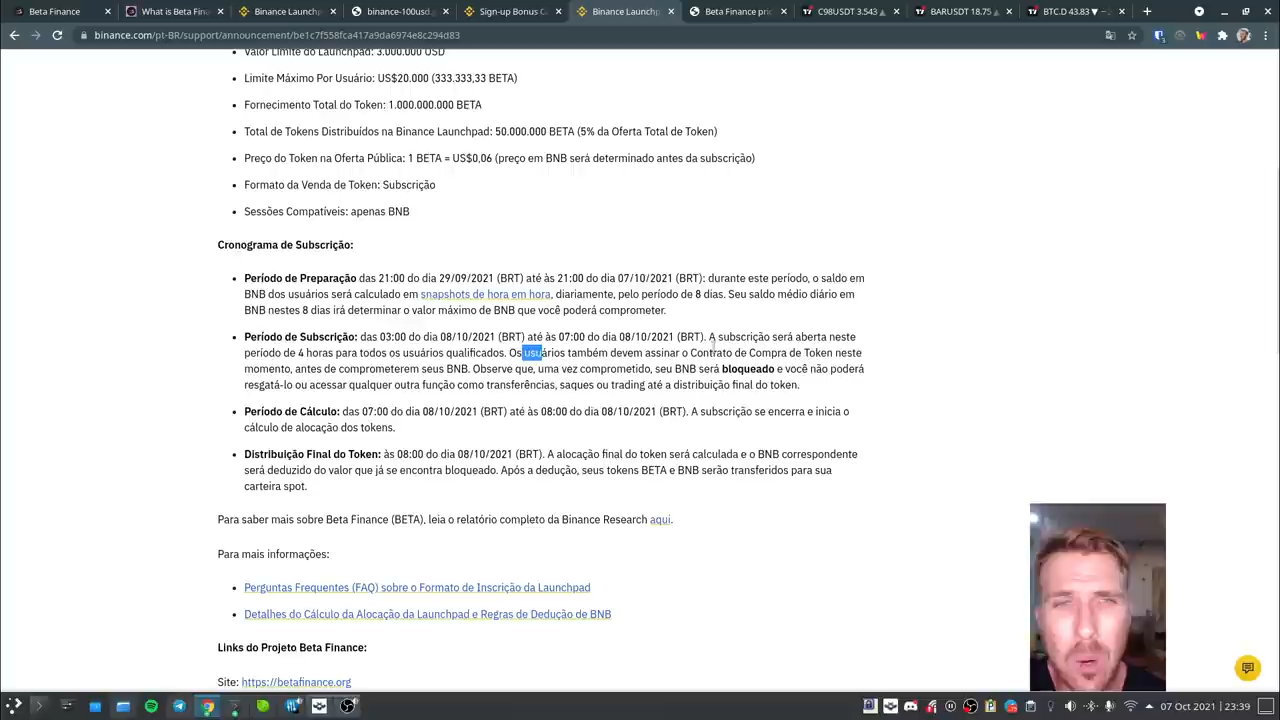 Beta Finance
What is Beta Fina
binance-100usd.
Sign-up Bonus C
Binance Launchp
Beta Finance pri
C98USDT 3.543
BARUSDT 18.75
BTC.D 43.83
binance.com/pt-BR/support/announcement/be1c7f558fca417a9da6974e8c294d83
Valor Limite do Launchpad: 3.000.000 USD
Limite Máximo Por Usuário: US$20.000 (333.333,33 BETA)
Fornecimento Total do Token: 1.000.000.000 BETA
Total de Tokens Distribuídos na Binance Launchpad: 50.000.000 BETA (5% da Oferta Total de Token)
Preço do Token na Oferta Pública: 1 BETA = US$0,06 (preço em BNB será determinado antes da subscrição)
Formato da Venda de Token: Subscrição
Sessões Compatíveis: apenas BNB
Cronograma de Subscrição:
Período de Preparação das 21:00 do dia 29/09/2021 (BRT) até às 21:00 do dia 07/10/2021 (BRT): durante este período, o saldo em
BNB dos usuários será calculado em snapshots de hora em hora, diariamente, pelo período de 8 dias. Seu saldo médio diário em
BNB nestes 8 dias irá determinar o valor máximo de BNB que você poderá comprometer.
Período de Subscrição: das 03:00 do dia 08/10/2021 (BRT) até às 07:00 do dia 08/10/2021 (BRT). A subscrição será aberta neste
período de 4 horas para todos os usuários qualificados. Os usuários também devem assinar o Contrato de Compra de Token neste
momento, antes de comprometerem seus BNB. Observe que, uma vez comprometido, seu BNB será bloqueado e você não poderá
resgatá-lo ou acessar qualquer outra função como transferências, saques ou trading até a distribuição final do token.
Período de Cálculo: das 07:00 do dia 08/10/2021 (BRT) até às 08:00 do dia 08/10/2021 (BRT). A subscrição se encerra e inicia o
cálculo de alocação dos tokens.
Distribuição Final do Token: às 08:00 do dia 08/10/2021 (BRT). A alocação final do token será calculada e o BNB correspondente
será deduzido do valor que já se encontra bloqueado. Após a dedução, seus tokens BETA e BNB serão transferidos para sua
carteira spot.
Para saber mais sobre Beta Finance (BETA), leia o relatório completo da Binance Research aqui.
Para mais informações:
Perguntas Frequentes (FAQ) sobre o Formato de Inscrição da Launchpad
Detalhes do Cálculo da Alocação da Launchpad e Regras de Dedução de BNB
Links do Projeto Beta Finance:
Site: https://betafinance.org
07 Oct 2021 | 23:39